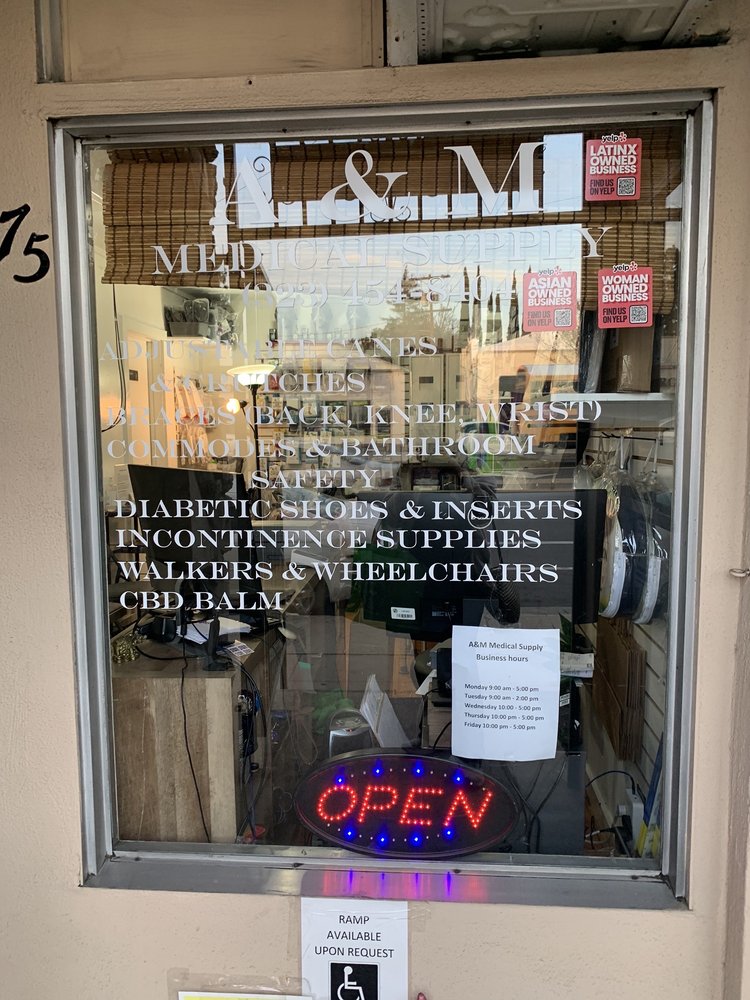 75
A & M
MEDICAL SUPPLY
(323) 454-8404
ADJUSTABLE CANES
& CRUTCHES
BRACES (BACK, KNEE, WRIST)
COMMODES & BATHROOM
SAFETY
DIABETIC SHOES & INSERTS
INCONTINENCE SUPPLIES
WALKERS & WHEELCHAIRS
CBD BALM
yelp
LATINX
OWNED
BUSINESS
FIND US
ON YELP
yelp
ASIAN
OWNED
BUSINESS
FIND US
ON YELP
yelp
WOMAN
OWNED
BUSINESS
FIND US
ON YELP
A&M Medical Supply
Business hours
Monday 9:00 am - 5:00 pm
Tuesday 9:00 am - 2:00 pm
Wednesday 10:00 - 5:00 pm
Thursday 10:00 pm - 5:00 pm
Friday 10:00 pm - 5:00 pm
OPEN
RAMP
AVAILABLE
UPON REQUEST